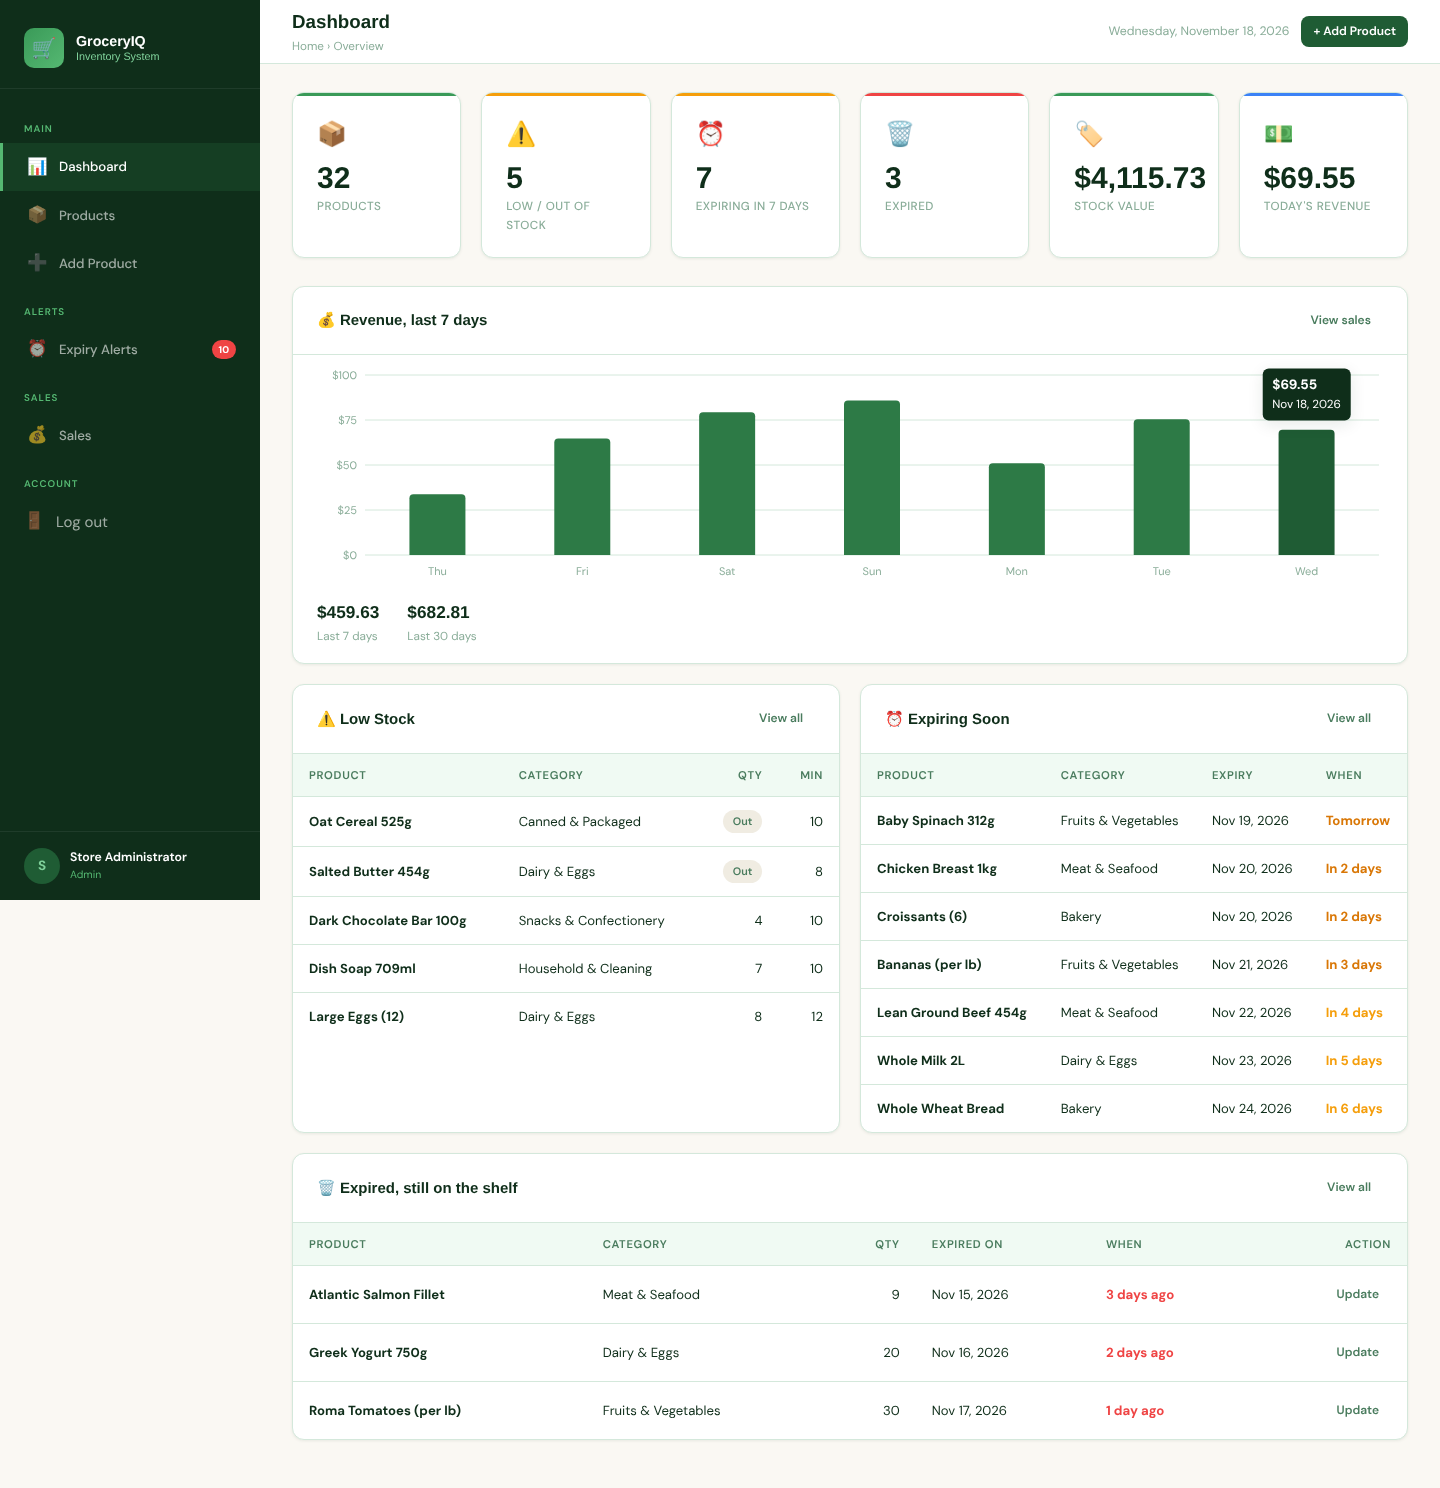 GroceryIQ
Inventory System
MAIN
Dashboard
Products
Add Product
ALERTS
Expiry Alerts 10
SALES
Sales
ACCOUNT
Log out
S
Store Administrator
Admin
Dashboard
Home › Overview
Wednesday, November 18, 2026
+ Add Product
32
PRODUCTS
5
LOW / OUT OF
STOCK
7
EXPIRING IN 7 DAYS
3
EXPIRED
$4,115.73
STOCK VALUE
$69.55
TODAY'S REVENUE
Revenue, last 7 days View sales
$100
$75
$50
$25
$0
$69.55
Nov 18, 2026
Thu Fri Sat Sun Mon Tue Wed
$459.63 $682.81
Last 7 days Last 30 days
Low Stock View all
PRODUCT CATEGORY QTY MIN
Oat Cereal 525g Canned & Packaged Out 10
Salted Butter 454g Dairy & Eggs Out 8
Dark Chocolate Bar 100g Snacks & Confectionery 4 10
Dish Soap 709ml Household & Cleaning 7 10
Large Eggs (12) Dairy & Eggs 8 12
Expiring Soon View all
PRODUCT CATEGORY EXPIRY WHEN
Baby Spinach 312g Fruits & Vegetables Nov 19, 2026 Tomorrow
Chicken Breast 1kg Meat & Seafood Nov 20, 2026 In 2 days
Croissants (6) Bakery Nov 20, 2026 In 2 days
Bananas (per lb) Fruits & Vegetables Nov 21, 2026 In 3 days
Lean Ground Beef 454g Meat & Seafood Nov 22, 2026 In 4 days
Whole Milk 2L Dairy & Eggs Nov 23, 2026 In 5 days
Whole Wheat Bread Bakery Nov 24, 2026 In 6 days
Expired, still on the shelf View all
PRODUCT CATEGORY QTY EXPIRED ON WHEN ACTION
Atlantic Salmon Fillet Meat & Seafood 9 Nov 15, 2026 3 days ago Update
Greek Yogurt 750g Dairy & Eggs 20 Nov 16, 2026 2 days ago Update
Roma Tomatoes (per lb) Fruits & Vegetables 30 Nov 17, 2026 1 day ago Update